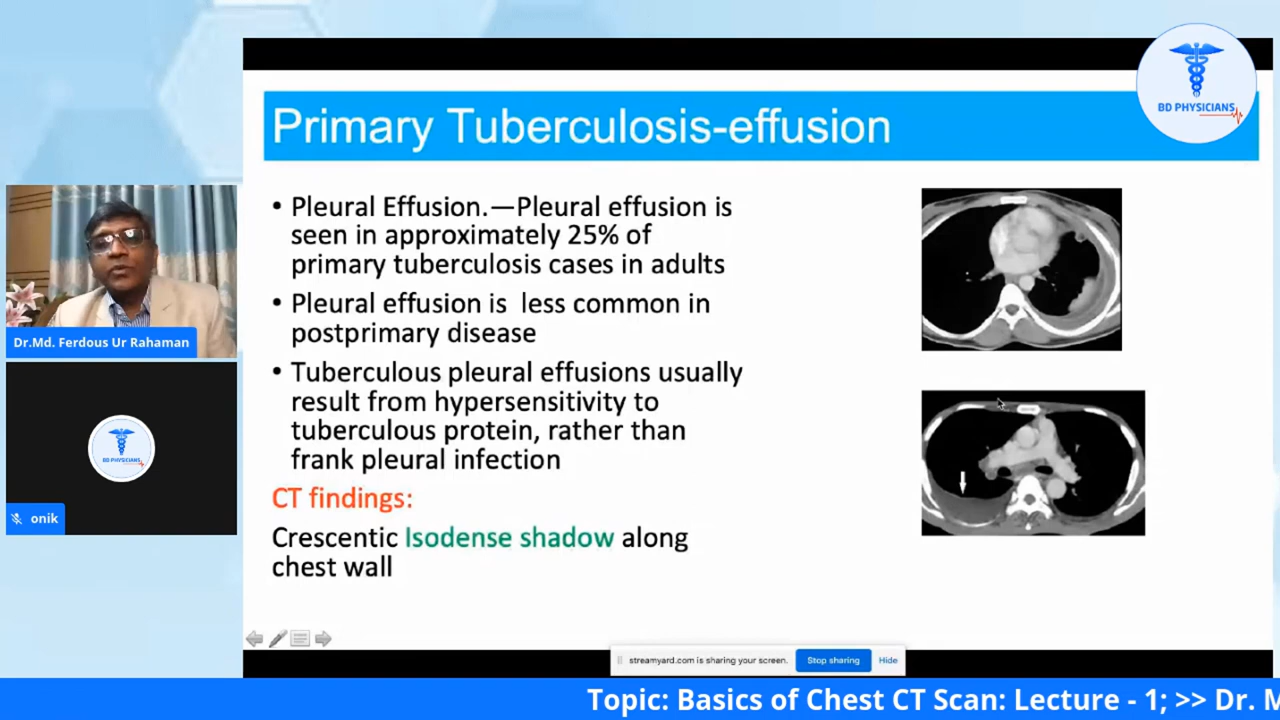 BD PHYSICIANS
Primary Tuberculosis-effusion
• Pleural Effusion.—Pleural effusion is
seen in approximately 25% of
primary tuberculosis cases in adults
• Pleural effusion is less common in
postprimary disease
• Tuberculous pleural effusions usually
result from hypersensitivity to
tuberculous protein, rather than
frank pleural infection
CT findings:
Crescentic Isodense shadow along
chest wall
Dr.Md. Ferdous Ur Rahaman
BD PHYSICIANS
onik
streamyard.com is sharing your screen.
Stop sharing
Hide
Topic: Basics of Chest CT Scan: Lecture - 1; >> Dr. M